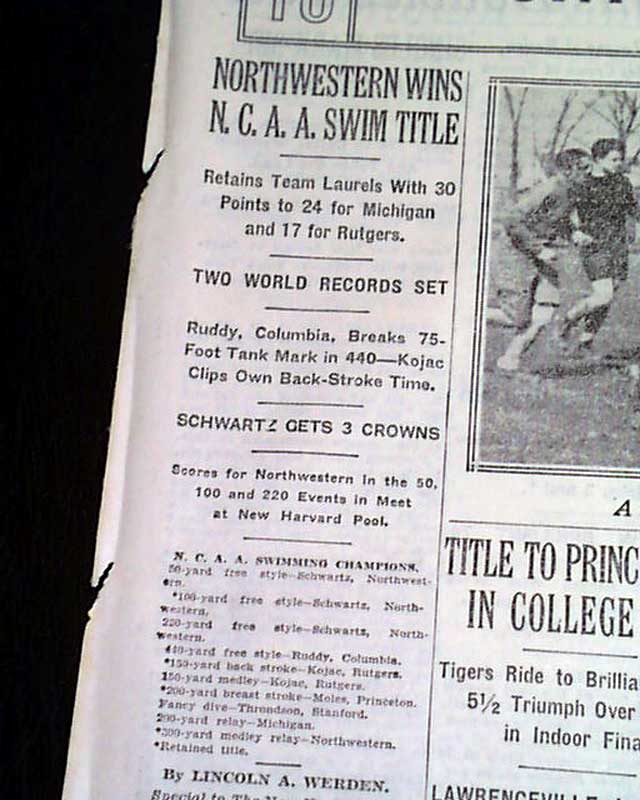 10
NORTHWESTERN WINS
N. C. A. A. SWIM TITLE
Retains Team Laurels With 30
Points to 24 for Michigan
and 17 for Rutgers.
TWO WORLD RECORDS SET
Ruddy, Columbia, Breaks 75-
Foot Tank Mark in 440—Kojac
Clips Own Back-Stroke Time.
SCHWARTZ GETS 3 CROWNS
Scores for Northwestern in the 50,
100 and 220 Events in Meet
at New Harvard Pool.
N. C. A. A. SWIMMING CHAMPIONS.
50-yard free style—Schwartz, Northwest-
ern.
*100-yard free style—Schwartz, North-
western.
220-yard free style—Schwartz, North-
western.
440-yard free style—Ruddy, Columbia.
*150-yard back stroke—Kojac, Rutgers.
150-yard medley—Kojac, Rutgers.
*200-yard breast stroke—Moles, Princeton.
Fancy dive—Throndson, Stanford.
200-yard relay—Michigan.
*300-yard medley relay—Northwestern.
*Retained title.
By LINCOLN A. WERDEN.
Special to The New
A
TITLE TO PRINC
IN COLLEGE
Tigers Ride to Brillia
5½ Triumph Over
in Indoor Fina
LAWRENCEVILLE